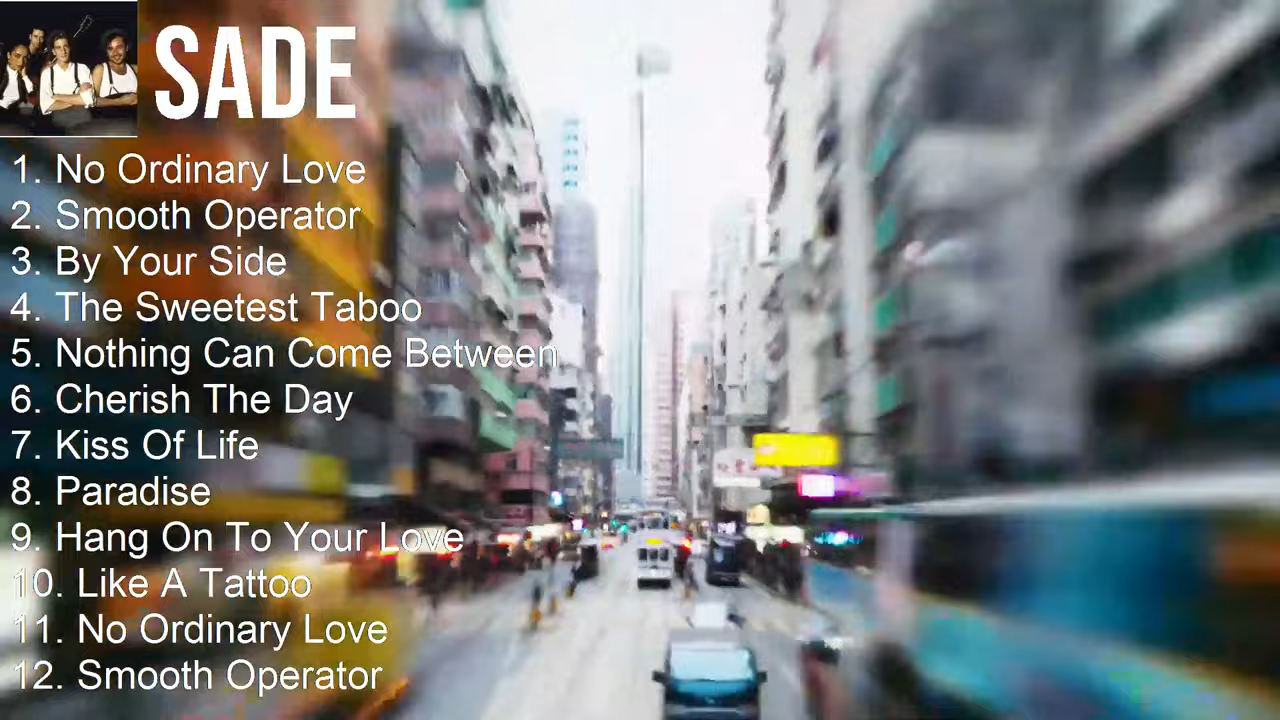 SADE
1. No Ordinary Love
2. Smooth Operator
3. By Your Side
4. The Sweetest Taboo
5. Nothing Can Come Between
6. Cherish The Day
7. Kiss Of Life
8. Paradise
9. Hang On To Your Love
10. Like A Tattoo
11. No Ordinary Love
12. Smooth Operator